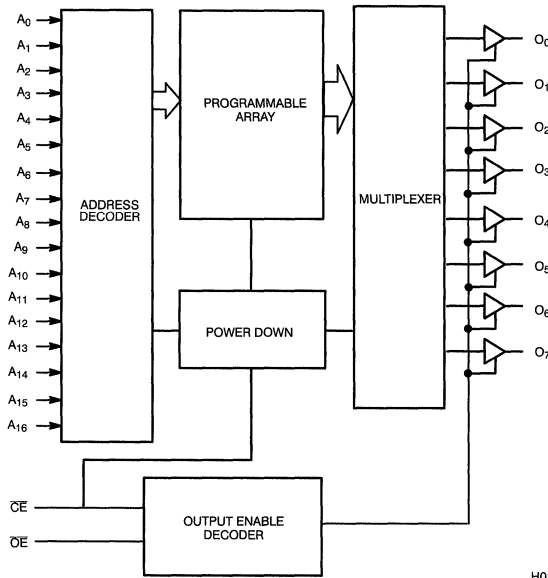 A0
A1
A2
A3
A4
A5
A6
A7
A8
A9
A10
A11
A12
A13
A14
A15
A16
ADDRESS
DECODER
PROGRAMMABLE
ARRAY
MULTIPLEXER
POWER DOWN
O0
O1
O2
O3
O4
O5
O6
O7
CE
OE
OUTPUT ENABLE
DECODER